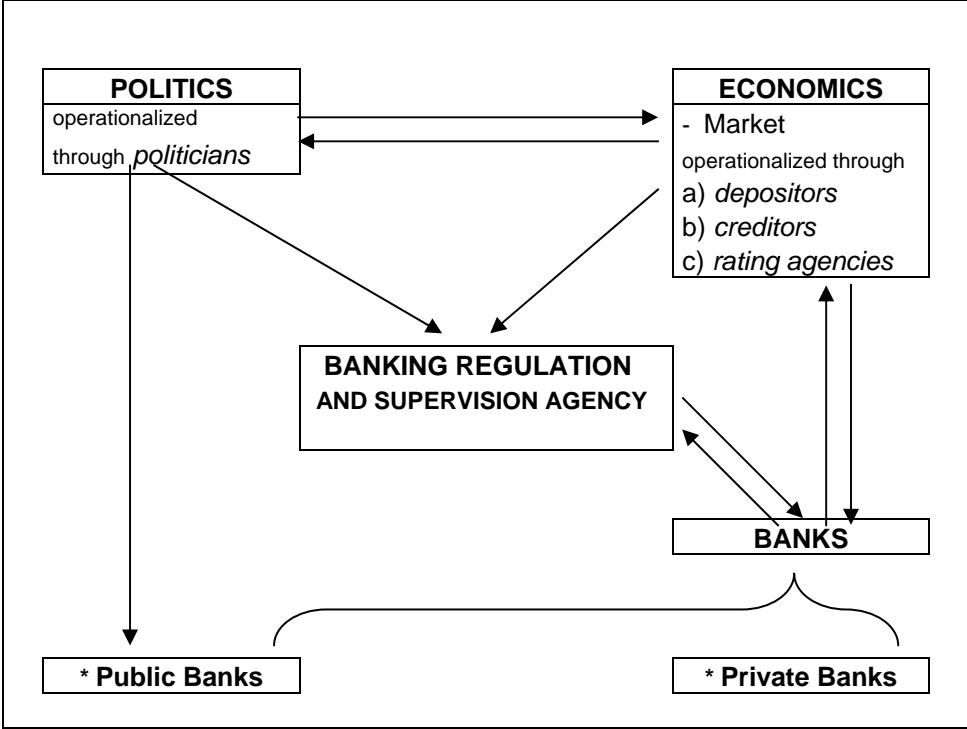 POLITICS
operationalized
through politicians
ECONOMICS
- Market
operationalized through
a) depositors
b) creditors
c) rating agencies
BANKING REGULATION
AND SUPERVISION AGENCY
BANKS
* Public Banks
* Private Banks